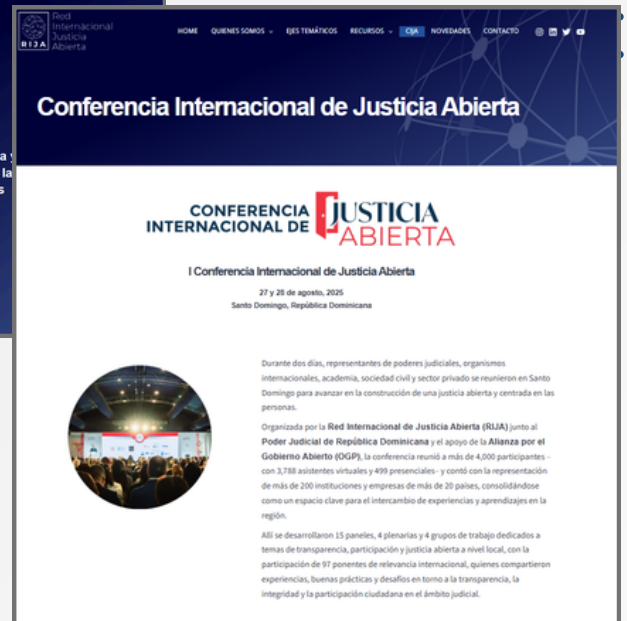 Red
Internacional
Justicia
Abierta
RIJA
HOME QUIENES SOMOS EJES TEMÁTICOS RECURSOS CIJA NOVEDADES CONTACTO
Conferencia Internacional de Justicia Abierta
a y
la
s
CONFERENCIA
INTERNACIONAL DE
JUSTICIA
ABIERTA
I Conferencia Internacional de Justicia Abierta
27 y 28 de agosto, 2025
Santo Domingo, República Dominicana
Durante dos días, representantes de poderes judiciales, organismos
internacionales, academia, sociedad civil y sector privado se reunieron en Santo
Domingo para avanzar en la construcción de una justicia abierta y centrada en las
personas.
Organizada por la Red Internacional de Justicia Abierta (RIJA) junto al
Poder Judicial de República Dominicana y el apoyo de la Alianza por el
Gobierno Abierto (OGP), la conferencia reunió a más de 4,000 participantes -
con 3,788 asistentes virtuales y 499 presenciales- y contó con la representación
de más de 200 instituciones y empresas de más de 20 países, consolidándose
como un espacio clave para el intercambio de experiencias y aprendizajes en la
región.
Allí se desarrollaron 15 paneles, 4 plenarias y 4 grupos de trabajo dedicados a
temas de transparencia, participación y justicia abierta a nivel local, con la
participación de 97 ponentes de relevancia internacional, quienes compartieron
experiencias, buenas prácticas y desafíos en torno a la transparencia, la
integridad y la participación ciudadana en el ámbito judicial.